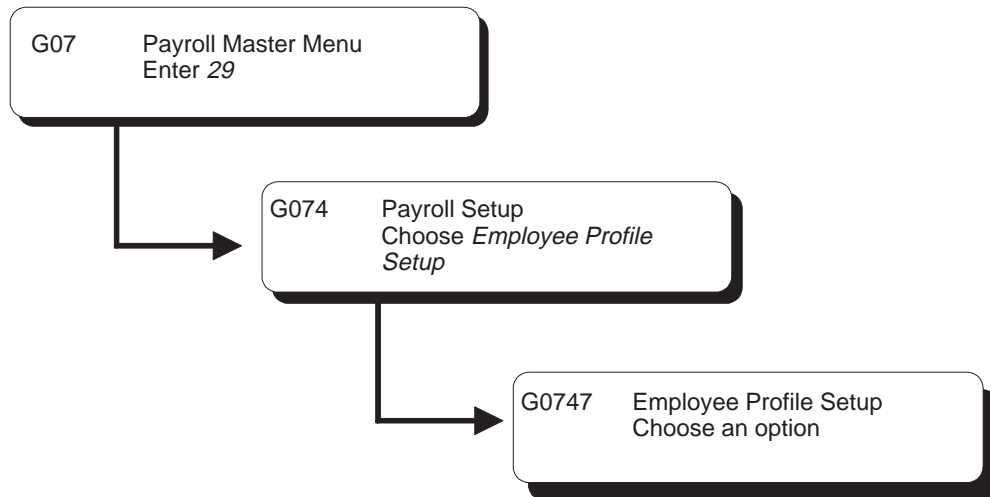 G07 Payroll Master Menu
Enter 29
G074 Payroll Setup
Choose Employee Profile
Setup
G0747 Employee Profile Setup
Choose an option